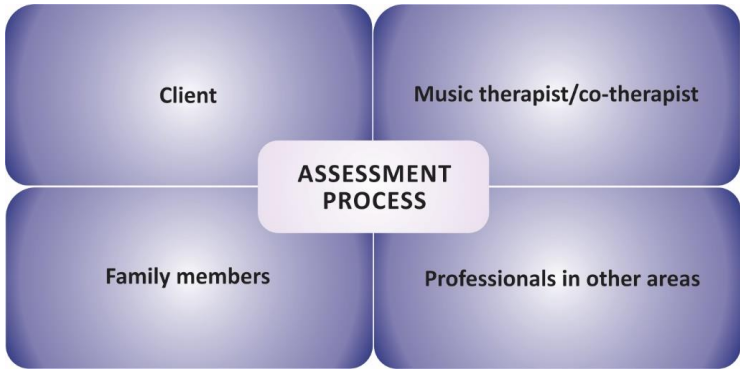 Client
Music therapist/co-therapist
ASSESSMENT
PROCESS
Family members
Professionals in other areas